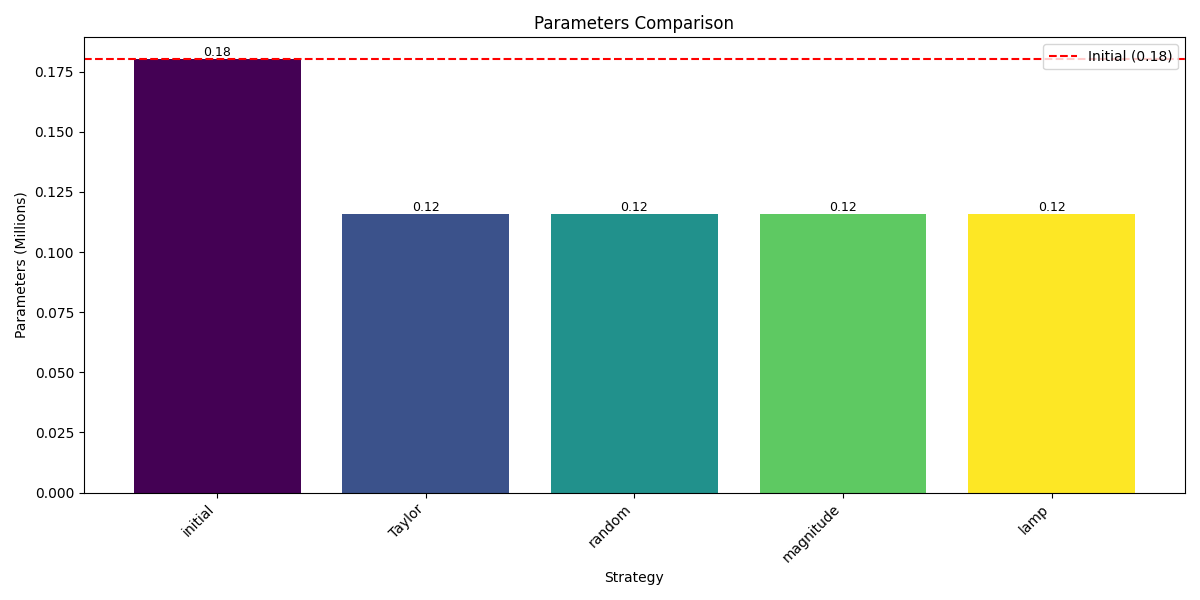 Parameters Comparison
Initial (0.18)
Parameters (Millions)
0.175
0.150
0.125
0.100
0.075
0.050
0.025
0.000
0.18
0.12
0.12
0.12
0.12
initial
Taylor
random
magnitude
lamp
Strategy